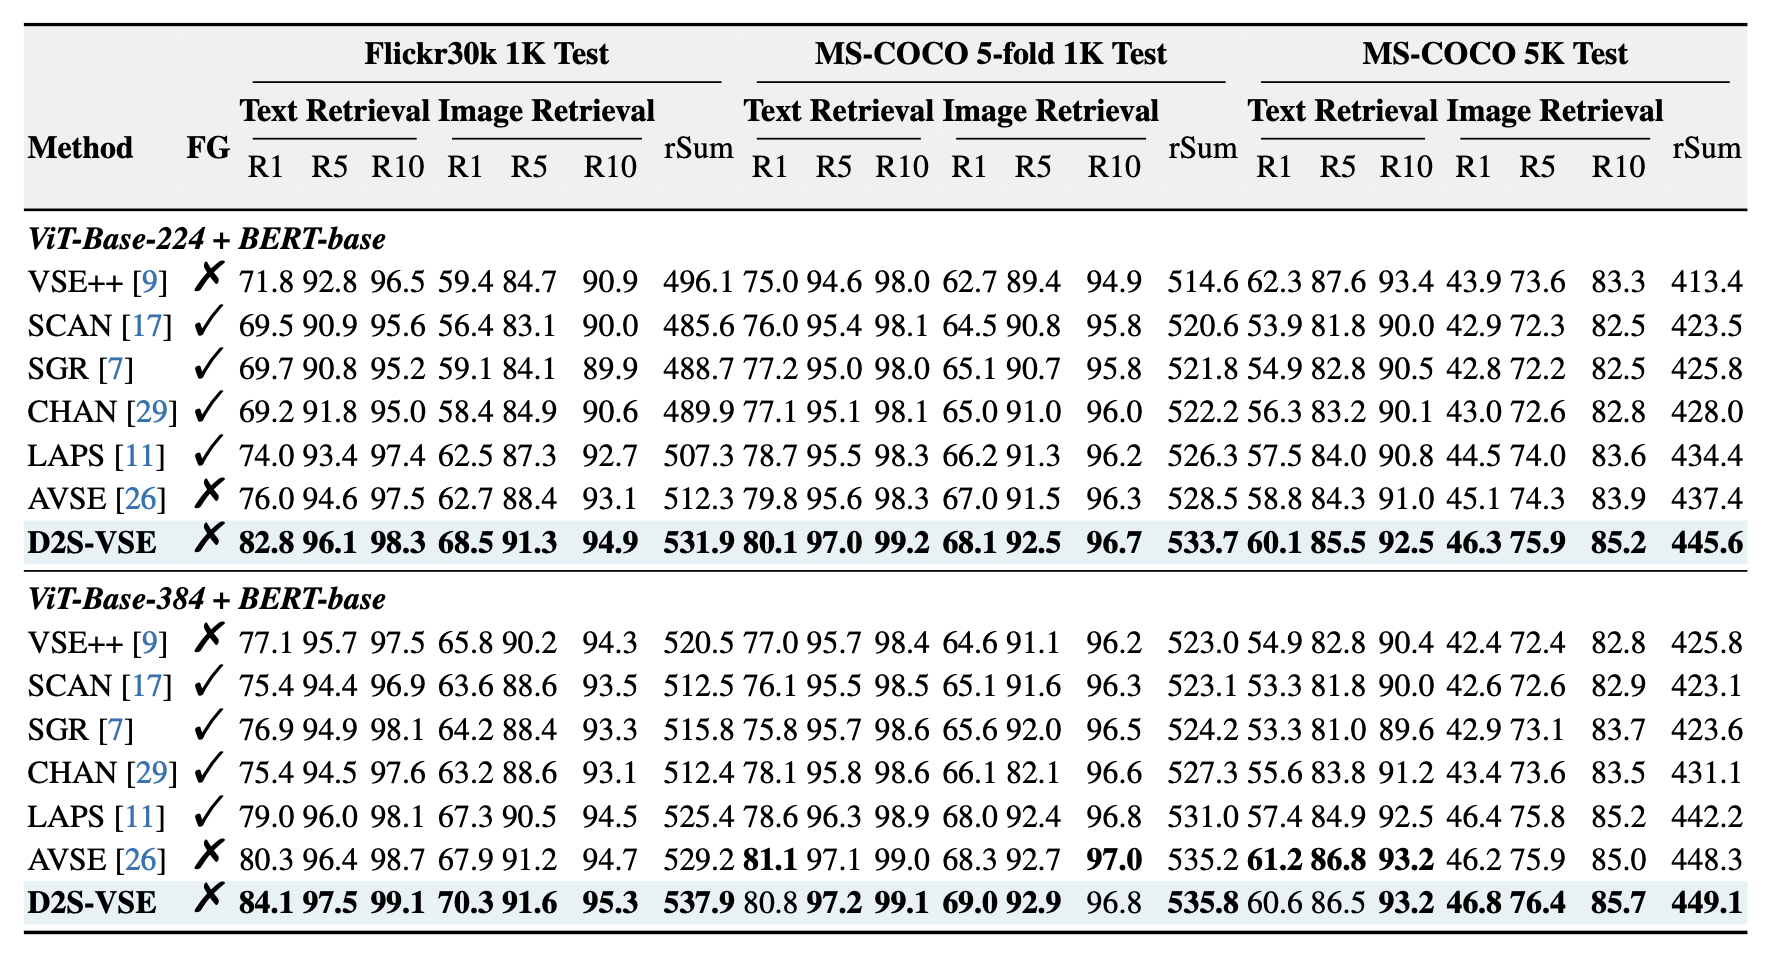 Flickr30k 1K Test MS-COCO 5-fold 1K Test MS-COCO 5K Test
Text Retrieval Image Retrieval Text Retrieval Image Retrieval Text Retrieval Image Retrieval
Method FG rSum rSum rSum
R1 R5 R10 R1 R5 R10 R1 R5 R10 R1 R5 R10 R1 R5 R10 R1 R5 R10
ViT-Base-224 + BERT-base
VSE++ [9] ✗ 71.8 92.8 96.5 59.4 84.7 90.9 496.1 75.0 94.6 98.0 62.7 89.4 94.9 514.6 62.3 87.6 93.4 43.9 73.6 83.3 413.4
SCAN [17] ✓ 69.5 90.9 95.6 56.4 83.1 90.0 485.6 76.0 95.4 98.1 64.5 90.8 95.8 520.6 53.9 81.8 90.0 42.9 72.3 82.5 423.5
SGR [7] ✓ 69.7 90.8 95.2 59.1 84.1 89.9 488.7 77.2 95.0 98.0 65.1 90.7 95.8 521.8 54.9 82.8 90.5 42.8 72.2 82.5 425.8
CHAN [29] ✓ 69.2 91.8 95.0 58.4 84.9 90.6 489.9 77.1 95.1 98.1 65.0 91.0 96.0 522.2 56.3 83.2 90.1 43.0 72.6 82.8 428.0
LAPS [11] ✓ 74.0 93.4 97.4 62.5 87.3 92.7 507.3 78.7 95.5 98.3 66.2 91.3 96.2 526.3 57.5 84.0 90.8 44.5 74.0 83.6 434.4
AVSE [26] ✗ 76.0 94.6 97.5 62.7 88.4 93.1 512.3 79.8 95.6 98.3 67.0 91.5 96.3 528.5 58.8 84.3 91.0 45.1 74.3 83.9 437.4
D2S-VSE ✗ 82.8 96.1 98.3 68.5 91.3 94.9 531.9 80.1 97.0 99.2 68.1 92.5 96.7 533.7 60.1 85.5 92.5 46.3 75.9 85.2 445.6
ViT-Base-384 + BERT-base
VSE++ [9] ✗ 77.1 95.7 97.5 65.8 90.2 94.3 520.5 77.0 95.7 98.4 64.6 91.1 96.2 523.0 54.9 82.8 90.4 42.4 72.4 82.8 425.8
SCAN [17] ✓ 75.4 94.4 96.9 63.6 88.6 93.5 512.5 76.1 95.5 98.5 65.1 91.6 96.3 523.1 53.3 81.8 90.0 42.6 72.6 82.9 423.1
SGR [7] ✓ 76.9 94.9 98.1 64.2 88.4 93.3 515.8 75.8 95.7 98.6 65.6 92.0 96.5 524.2 53.3 81.0 89.6 42.9 73.1 83.7 423.6
CHAN [29] ✓ 75.4 94.5 97.6 63.2 88.6 93.1 512.4 78.1 95.8 98.6 66.1 82.1 96.6 527.3 55.6 83.8 91.2 43.4 73.6 83.5 431.1
LAPS [11] ✓ 79.0 96.0 98.1 67.3 90.5 94.5 525.4 78.6 96.3 98.9 68.0 92.4 96.8 531.0 57.4 84.9 92.5 46.4 75.8 85.2 442.2
AVSE [26] ✗ 80.3 96.4 98.7 67.9 91.2 94.7 529.2 81.1 97.1 99.0 68.3 92.7 97.0 535.2 61.2 86.8 93.2 46.2 75.9 85.0 448.3
D2S-VSE ✗ 84.1 97.5 99.1 70.3 91.6 95.3 537.9 80.8 97.2 99.1 69.0 92.9 96.8 535.8 60.6 86.5 93.2 46.8 76.4 85.7 449.1